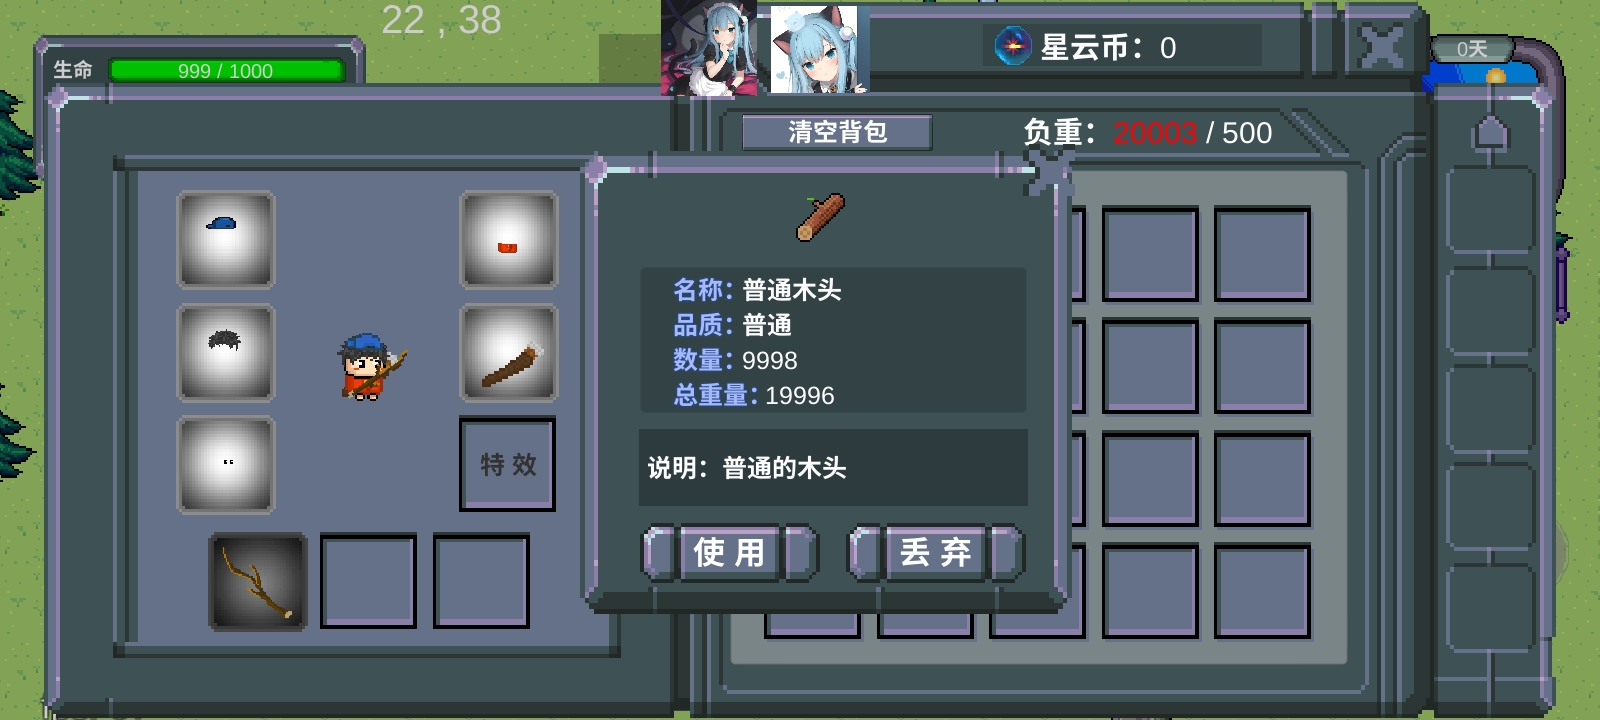 22 , 38
生命
999 / 1000
星云币：0
0天
清空背包
负重：20003 / 500
名称：普通木头
品质：普通
数量：9998
总重量：19996
特 效
说明：普通的木头
使 用
丢 弃